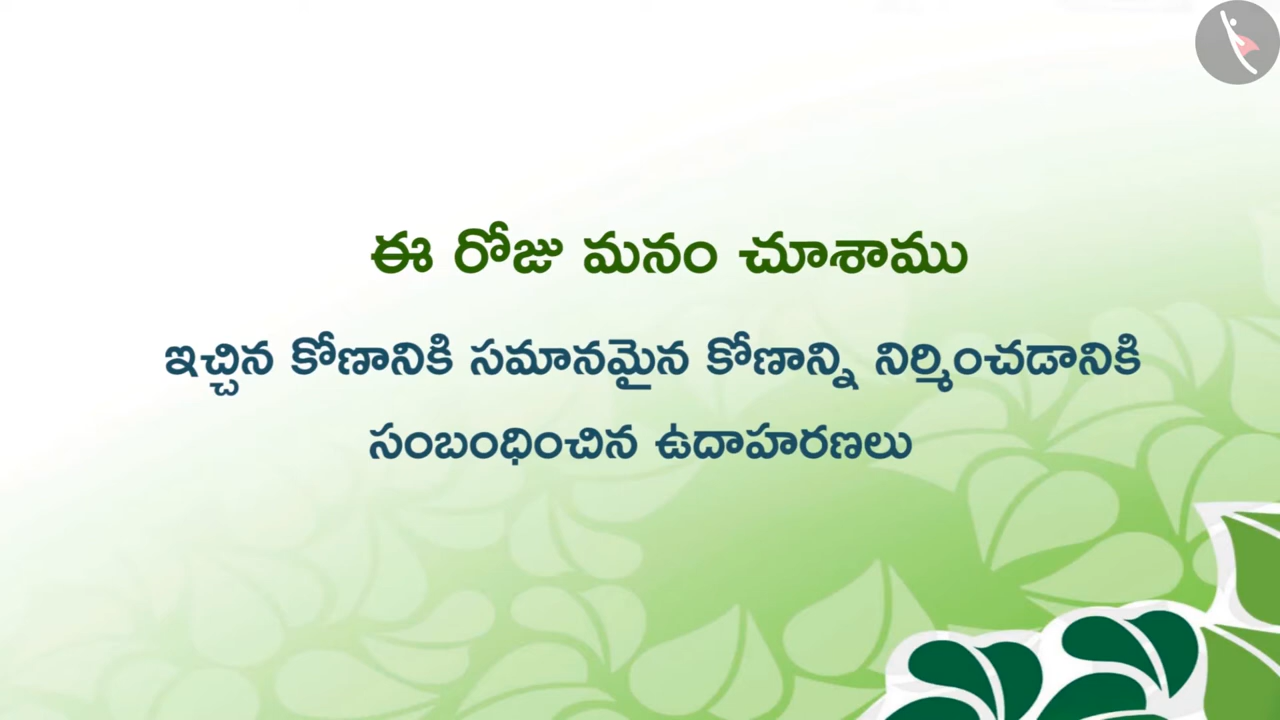 ఈ రోజు మనం చూశాము
ఇచ్చిన కోణానికి సమానమైన కోణాన్ని నిర్మించడానికి
సంబంధించిన ఉదాహరణలు